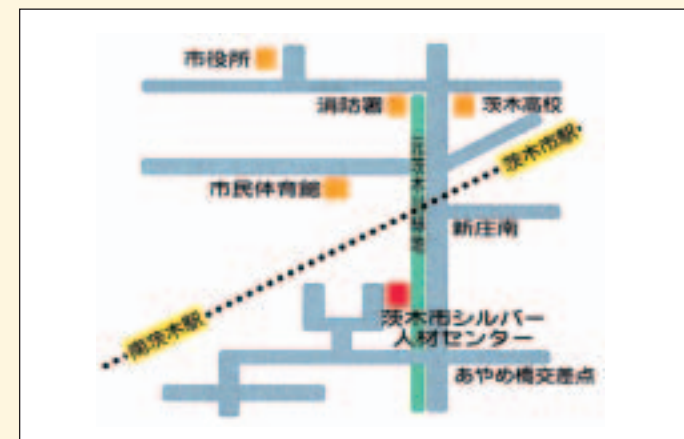 市役所
消防署
茨木高校
茨木市駅
市民体育館
新庄南
南茨木駅
茨木市シルバー
人材センター
あやめ橋交差点